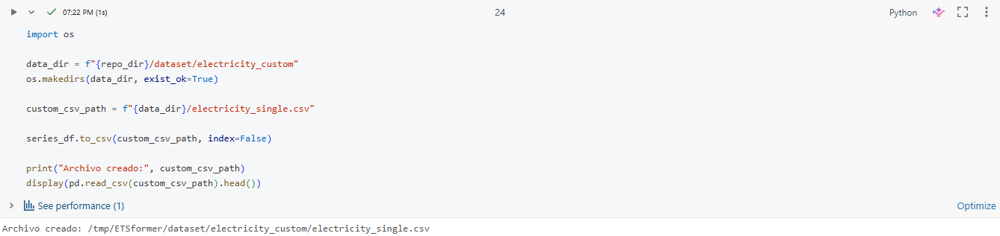 07:22 PM (1s)
24
Python
import os
data_dir = f"{repo_dir}/dataset/electricity_custom"
os.makedirs(data_dir, exist_ok=True)
custom_csv_path = f"{data_dir}/electricity_single.csv"
series_df.to_csv(custom_csv_path, index=False)
print("Archivo creado:", custom_csv_path)
display(pd.read_csv(custom_csv_path).head())
See performance (1)
Optimize
Archivo creado: /tmp/ETSformer/dataset/electricity_custom/electricity_single.csv